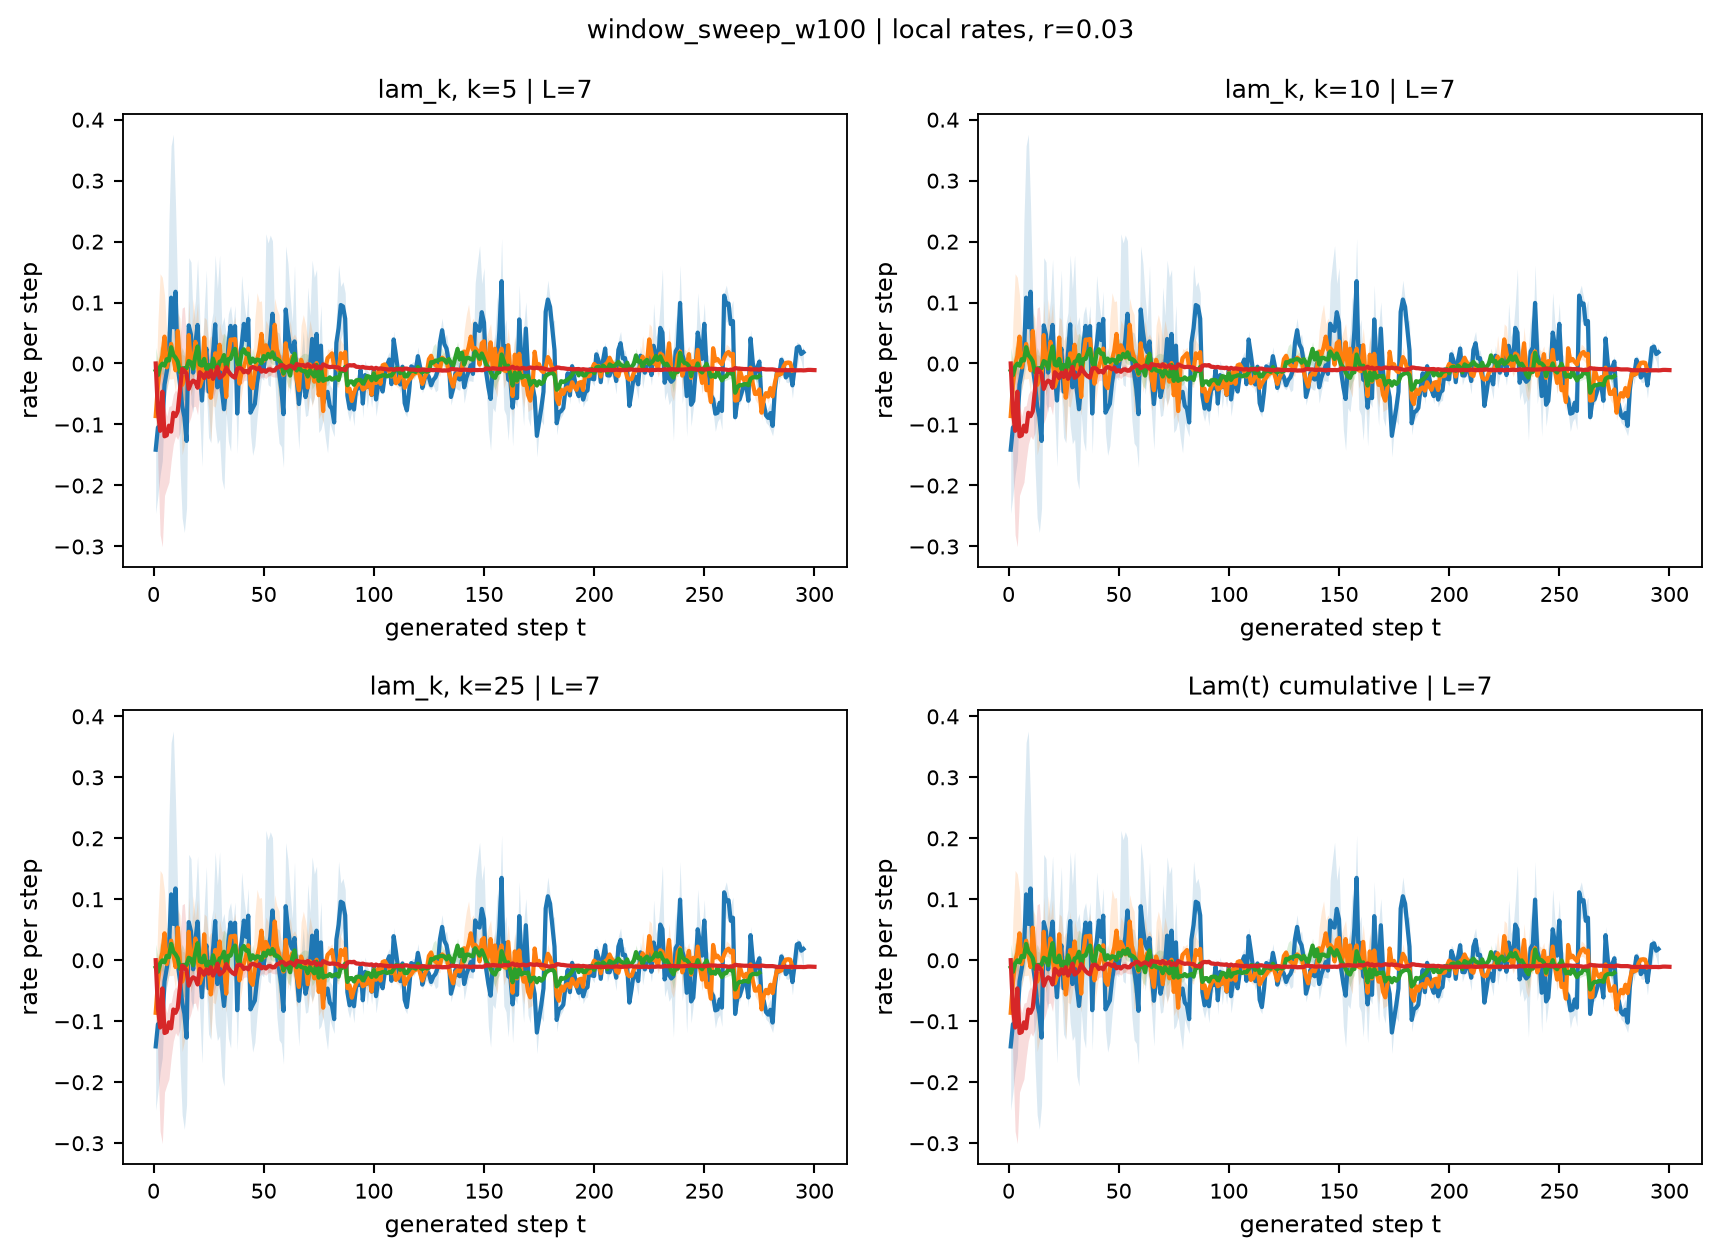 window_sweep_w100 | local rates, r=0.03
lam_k, k=5 | L=7
0.4
0.3
0.2
0.1
0.0
−0.1
−0.2
−0.3
rate per step
0 50 100 150 200 250 300
generated step t
lam_k, k=10 | L=7
0.4
0.3
0.2
0.1
0.0
−0.1
−0.2
−0.3
rate per step
0 50 100 150 200 250 300
generated step t
lam_k, k=25 | L=7
0.4
0.3
0.2
0.1
0.0
−0.1
−0.2
−0.3
rate per step
0 50 100 150 200 250 300
generated step t
Lam(t) cumulative | L=7
0.4
0.3
0.2
0.1
0.0
−0.1
−0.2
−0.3
rate per step
0 50 100 150 200 250 300
generated step t